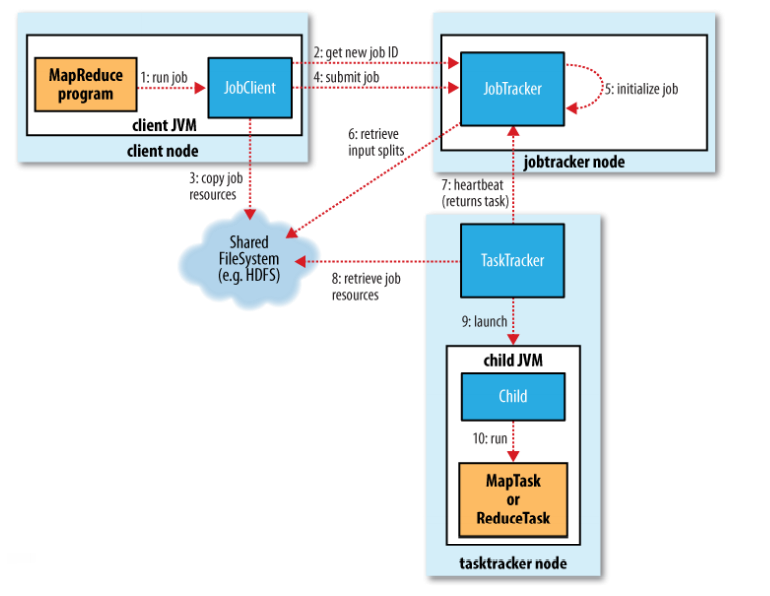 MapReduce
program
1: run job
JobClient
client JVM
client node
2: get new job ID
4: submit job
JobTracker
5: initialize job
jobtracker node
3: copy job
resources
6: retrieve
input splits
7: heartbeat
(returns task)
Shared
FileSystem
(e.g. HDFS)
8: retrieve job
resources
TaskTracker
9: launch
child JVM
Child
10: run
MapTask
or
ReduceTask
tasktracker node